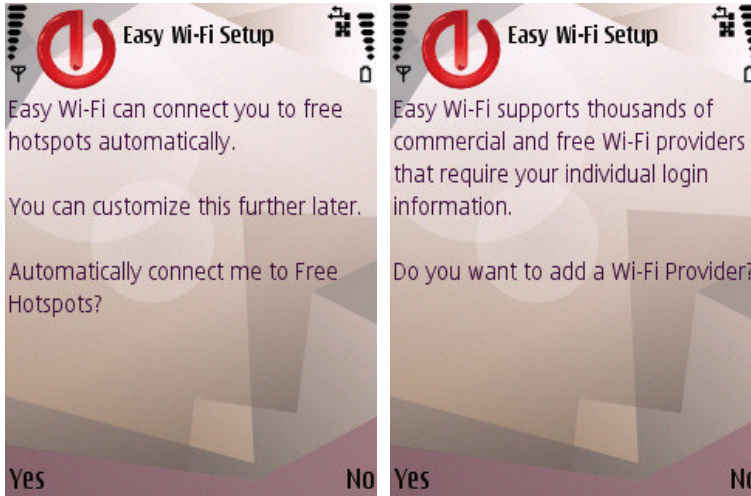 Easy Wi-Fi Setup
Easy Wi-Fi can connect you to free
hotspots automatically.
You can customize this further later.
Automatically connect me to Free
Hotspots?
Yes No
Easy Wi-Fi Setup
Easy Wi-Fi supports thousands of
commercial and free Wi-Fi providers
that require your individual login
information.
Do you want to add a Wi-Fi Provider?
Yes No